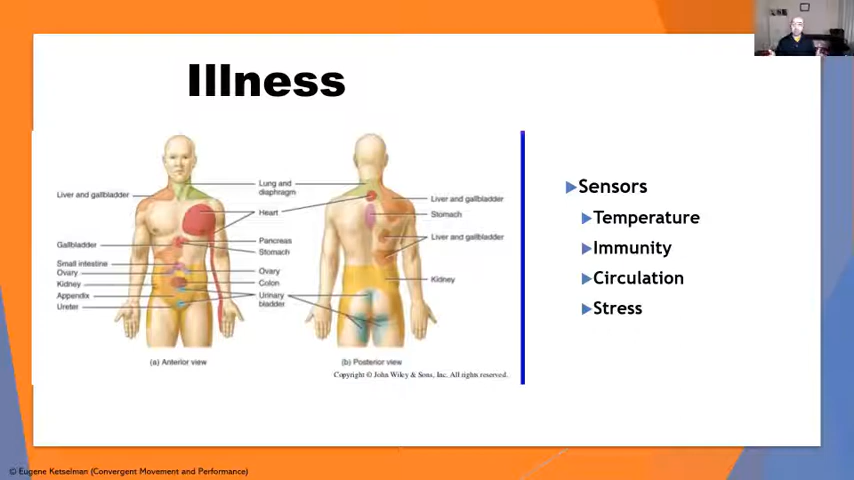 Illness
Liver and gallbladder
Gallbladder
Small intestine
Ovary
Kidney
Appendix
Ureter
Lung and
diaphragm
Heart
Pancreas
Stomach
Ovary
Colon
Urinary
bladder
Liver and gallbladder
Stomach
Liver and gallbladder
Kidney
(a) Anterior view
(b) Posterior view
Copyright © John Wiley & Sons, Inc. All rights reserved.
Sensors
Temperature
Immunity
Circulation
Stress
© Eugene Ketselman (Convergent Movement and Performance)